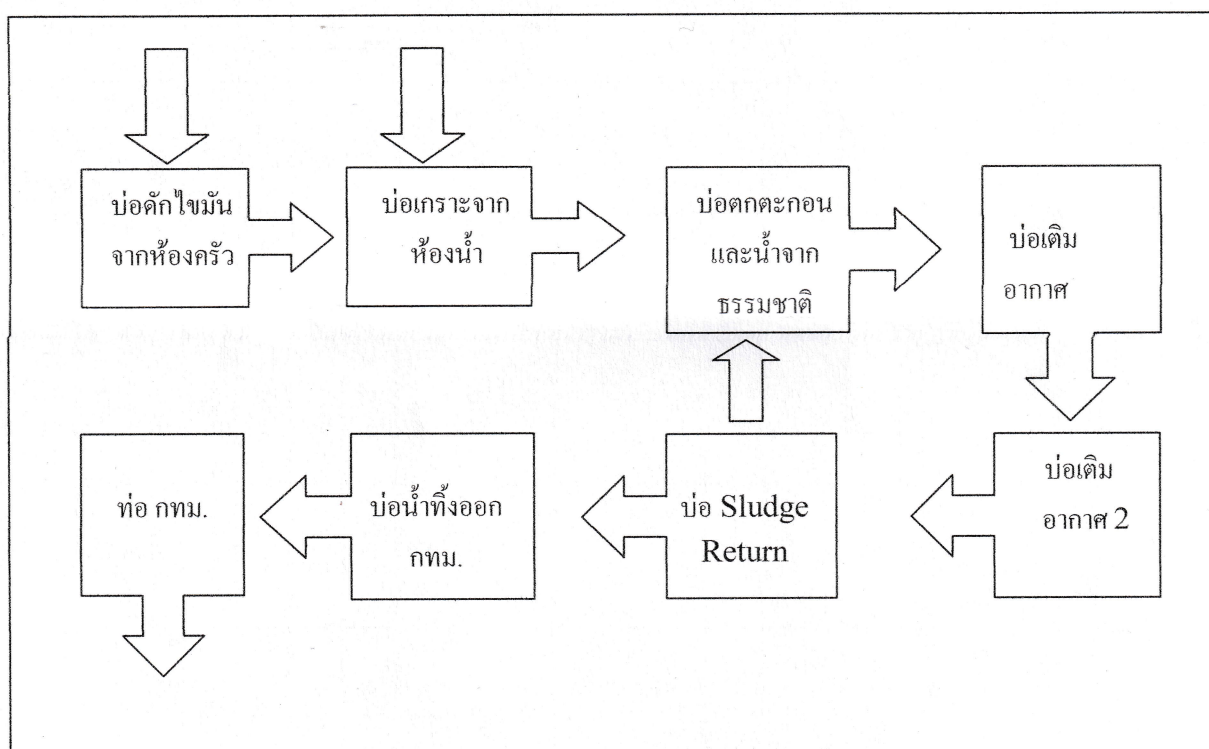 บ่อดักไขมัน
จากห้องครัว
บ่อเกราะจาก
ห้องน้ำ
บ่อตกตะกอน
และน้ำจาก
ธรรมชาติ
บ่อเติม
อากาศ
ท่อ กทม.
บ่อน้ำทิ้งออก
กทม.
บ่อ Sludge
Return
บ่อเติม
อากาศ 2